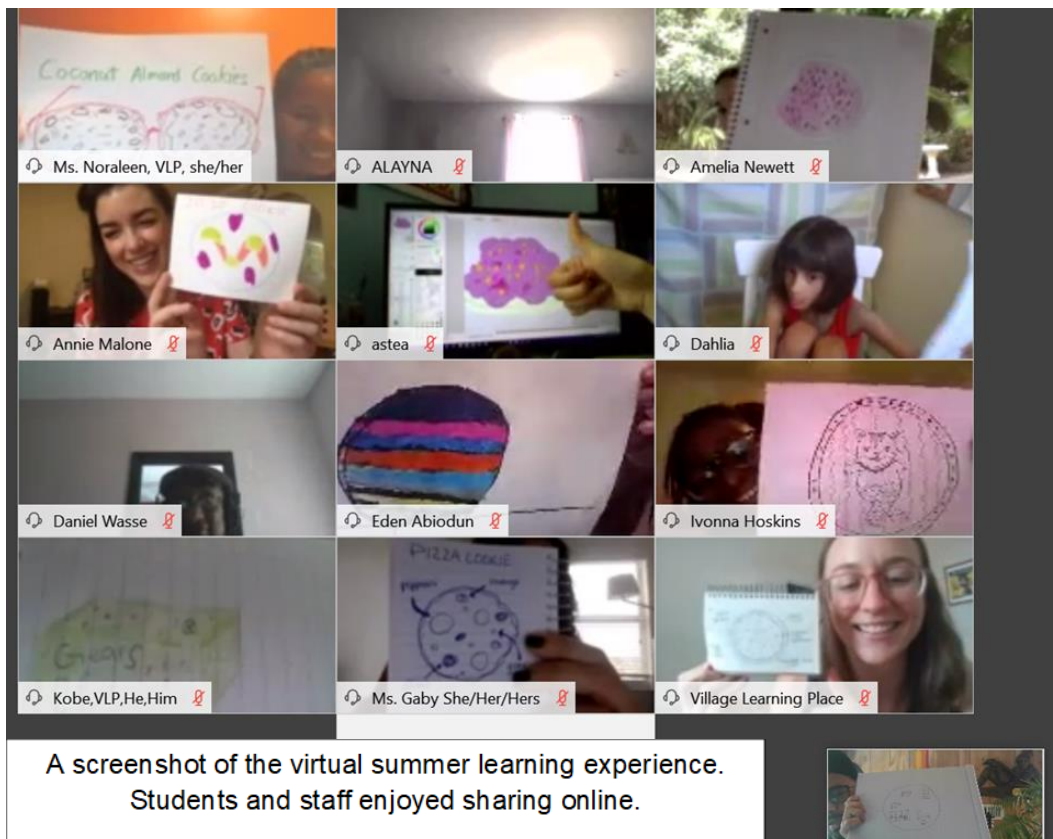 Coconut Almond Cookies
Ms. Noraleen, VLP, she/her
ALAYNA
Amelia Newett
Annie Malone
astea
Dahlia
Daniel Wasse
Eden Abiodun
Ivonna Hoskins
Kobe,VLP,He,Him
PIZZA COOKIE
Ms. Gaby She/Her/Hers
Village Learning Place
A screenshot of the virtual summer learning experience.
Students and staff enjoyed sharing online.